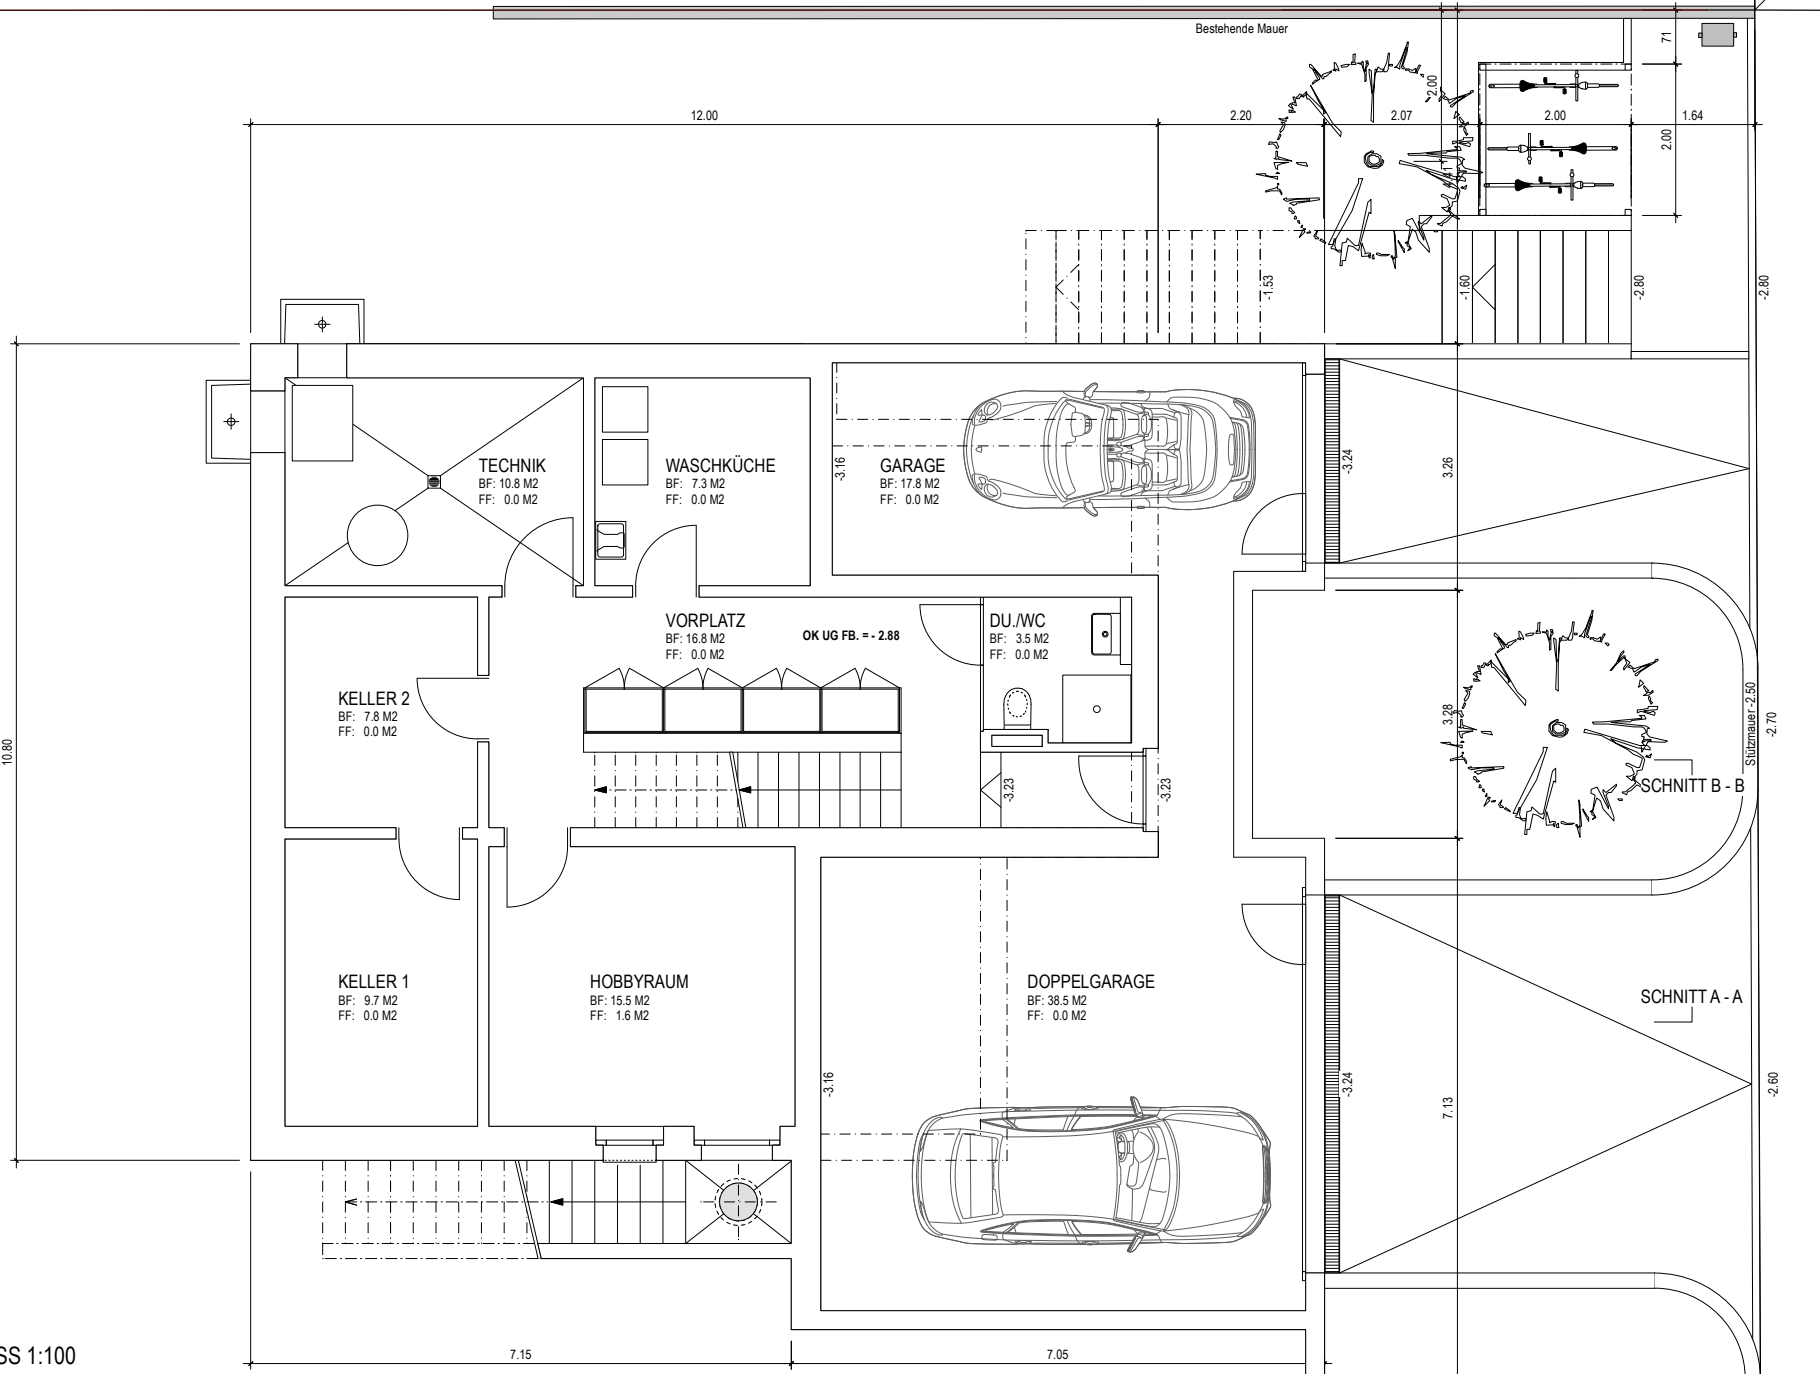 Bestehende Mauer
71
2.00
12.00
2.20
2.07
2.00
1.64
2.00
-1.53
-1.60
-2.80
-2.80
10.80
TECHNIK
BF: 10.8 M2
FF: 0.0 M2
WASCHKÜCHE
BF: 7.3 M2
FF: 0.0 M2
-3.16
GARAGE
BF: 17.8 M2
FF: 0.0 M2
-3.24
3.26
VORPLATZ
BF: 16.8 M2
FF: 0.0 M2
OK UG FB. = - 2.88
DU./WC
BF: 3.5 M2
FF: 0.0 M2
KELLER 2
BF: 7.8 M2
FF: 0.0 M2
3.28
Stützmauer -2.50
-2.70
-3.23
-3.23
SCHNITT B - B
KELLER 1
BF: 9.7 M2
FF: 0.0 M2
HOBBYRAUM
BF: 15.5 M2
FF: 1.6 M2
DOPPELGARAGE
BF: 38.5 M2
FF: 0.0 M2
SCHNITT A - A
-3.16
-3.24
7.13
-2.60
SS 1:100
7.15
7.05